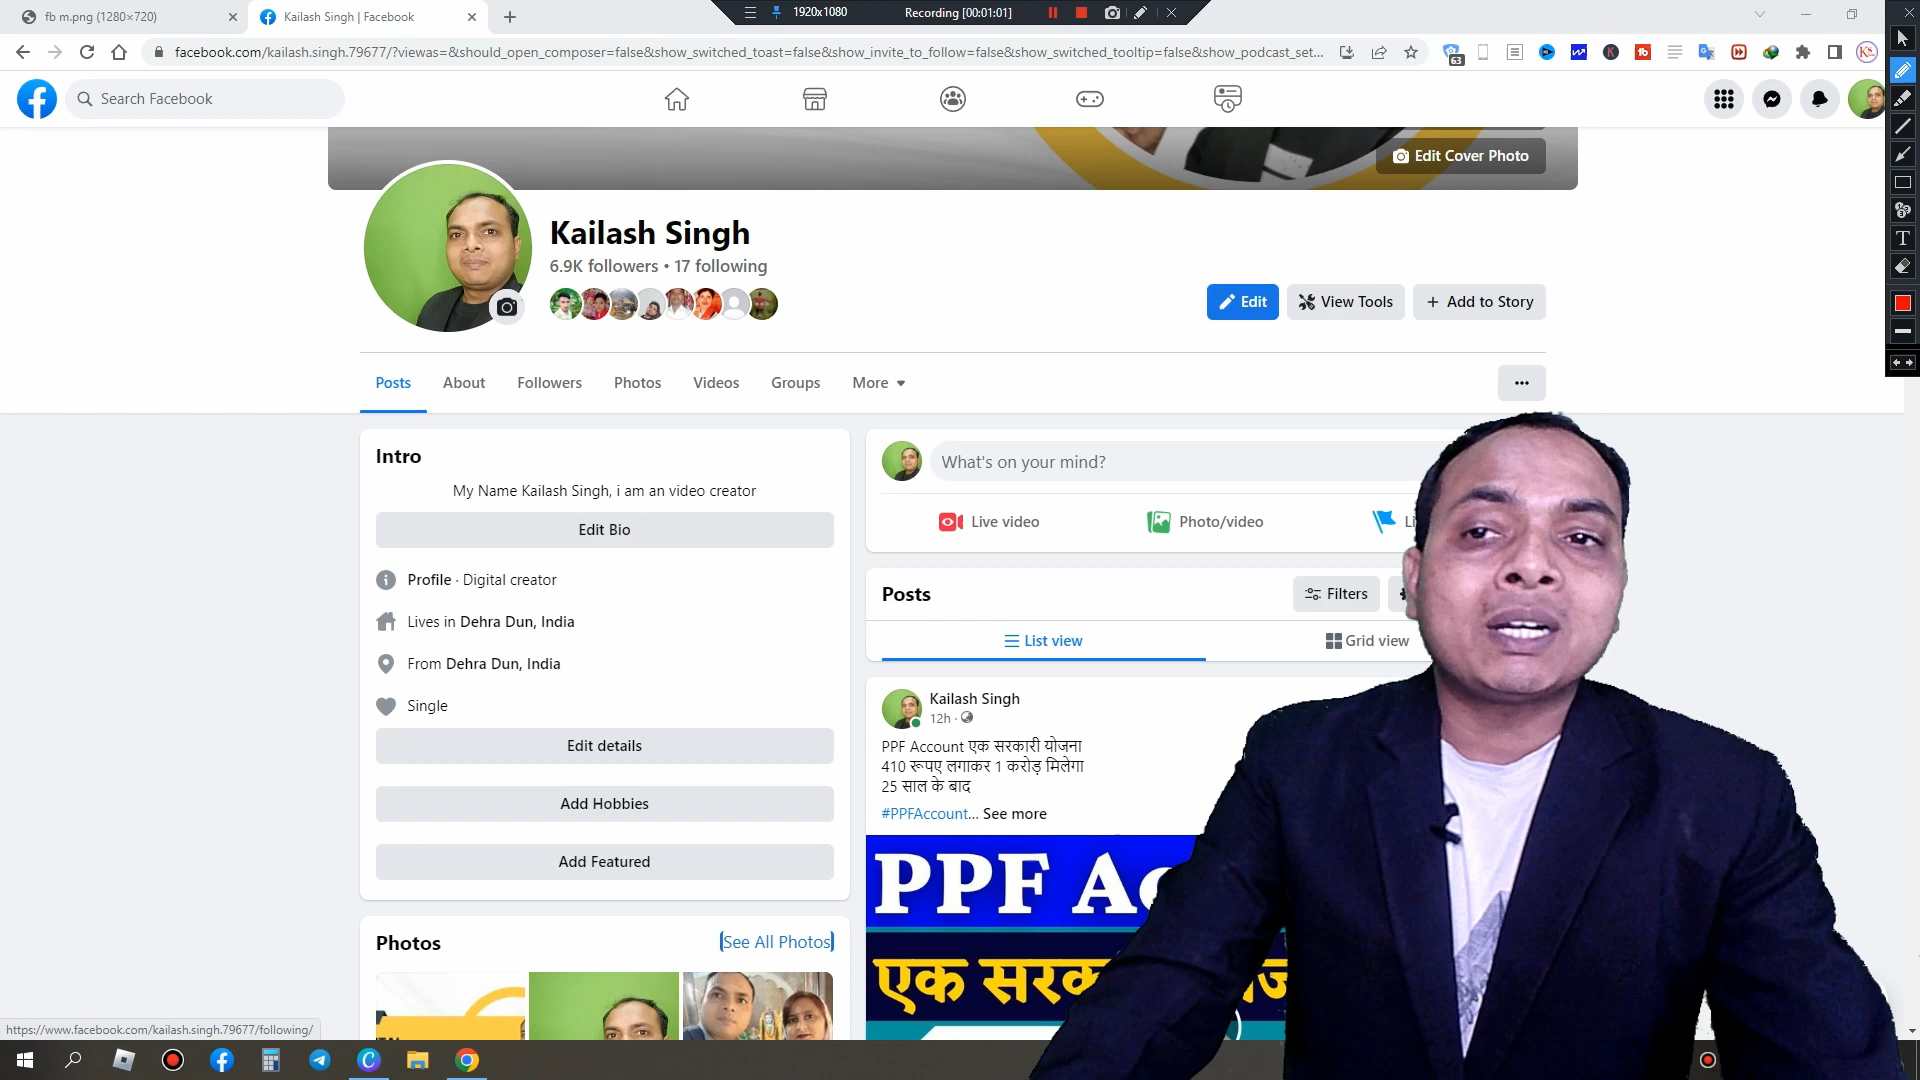 fb m.png (1280×720)
Kailash Singh | Facebook
1920x1080
Recording [00:01:01]
facebook.com/kailash.singh.79677/?viewas=&should_open_composer=false&show_switched_toast=false&show_invite_to_follow=false&show_switched_tooltip=false&show_podcast_set...
63
Search Facebook
Edit Cover Photo
Kailash Singh
6.9K followers • 17 following
Edit
View Tools
+ Add to Story
Posts
About
Followers
Photos
Videos
Groups
More
Intro
My Name Kailash Singh, i am an video creator
Edit Bio
Profile · Digital creator
Lives in Dehra Dun, India
From Dehra Dun, India
Single
Edit details
Add Hobbies
Add Featured
Photos
See All Photos
What's on your mind?
Live video
Photo/video
Posts
Filters
List view
Grid view
Kailash Singh
12h ·
PPF Account एक सरकारी योजना
410 रूपए लगाकर 1 करोड़ मिलेगा
25 साल के बाद
#PPFAccount... See more
PPF Ac
एक सरक
https://www.facebook.com/kailash.singh.79677/following/